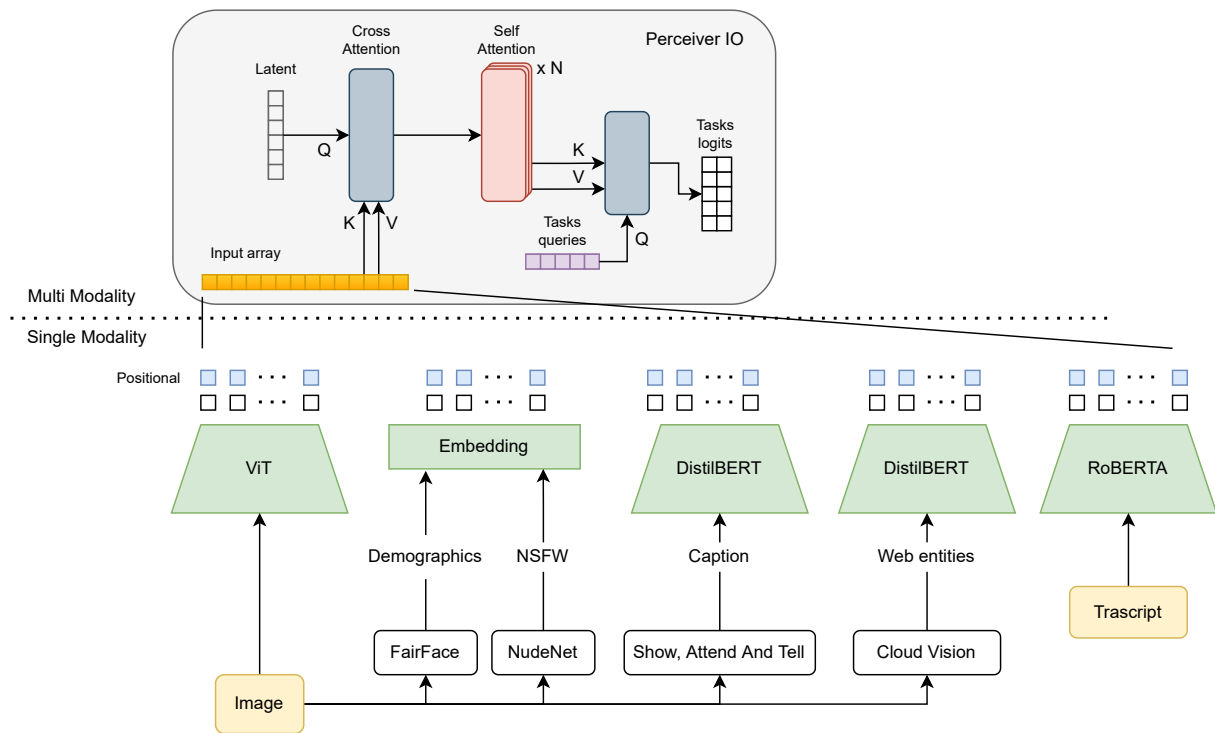 Perceiver IO
Cross
Attention
Self
Attention
x N
Latent
Q
K
V
K
V
Tasks
logits
Tasks
queries
Q
Input array
Multi Modality
Single Modality
Positional
ViT
Embedding
DistilBERT
DistilBERT
RoBERTA
Demographics
NSFW
Caption
Web entities
Trascript
FairFace
NudeNet
Show, Attend And Tell
Cloud Vision
Image